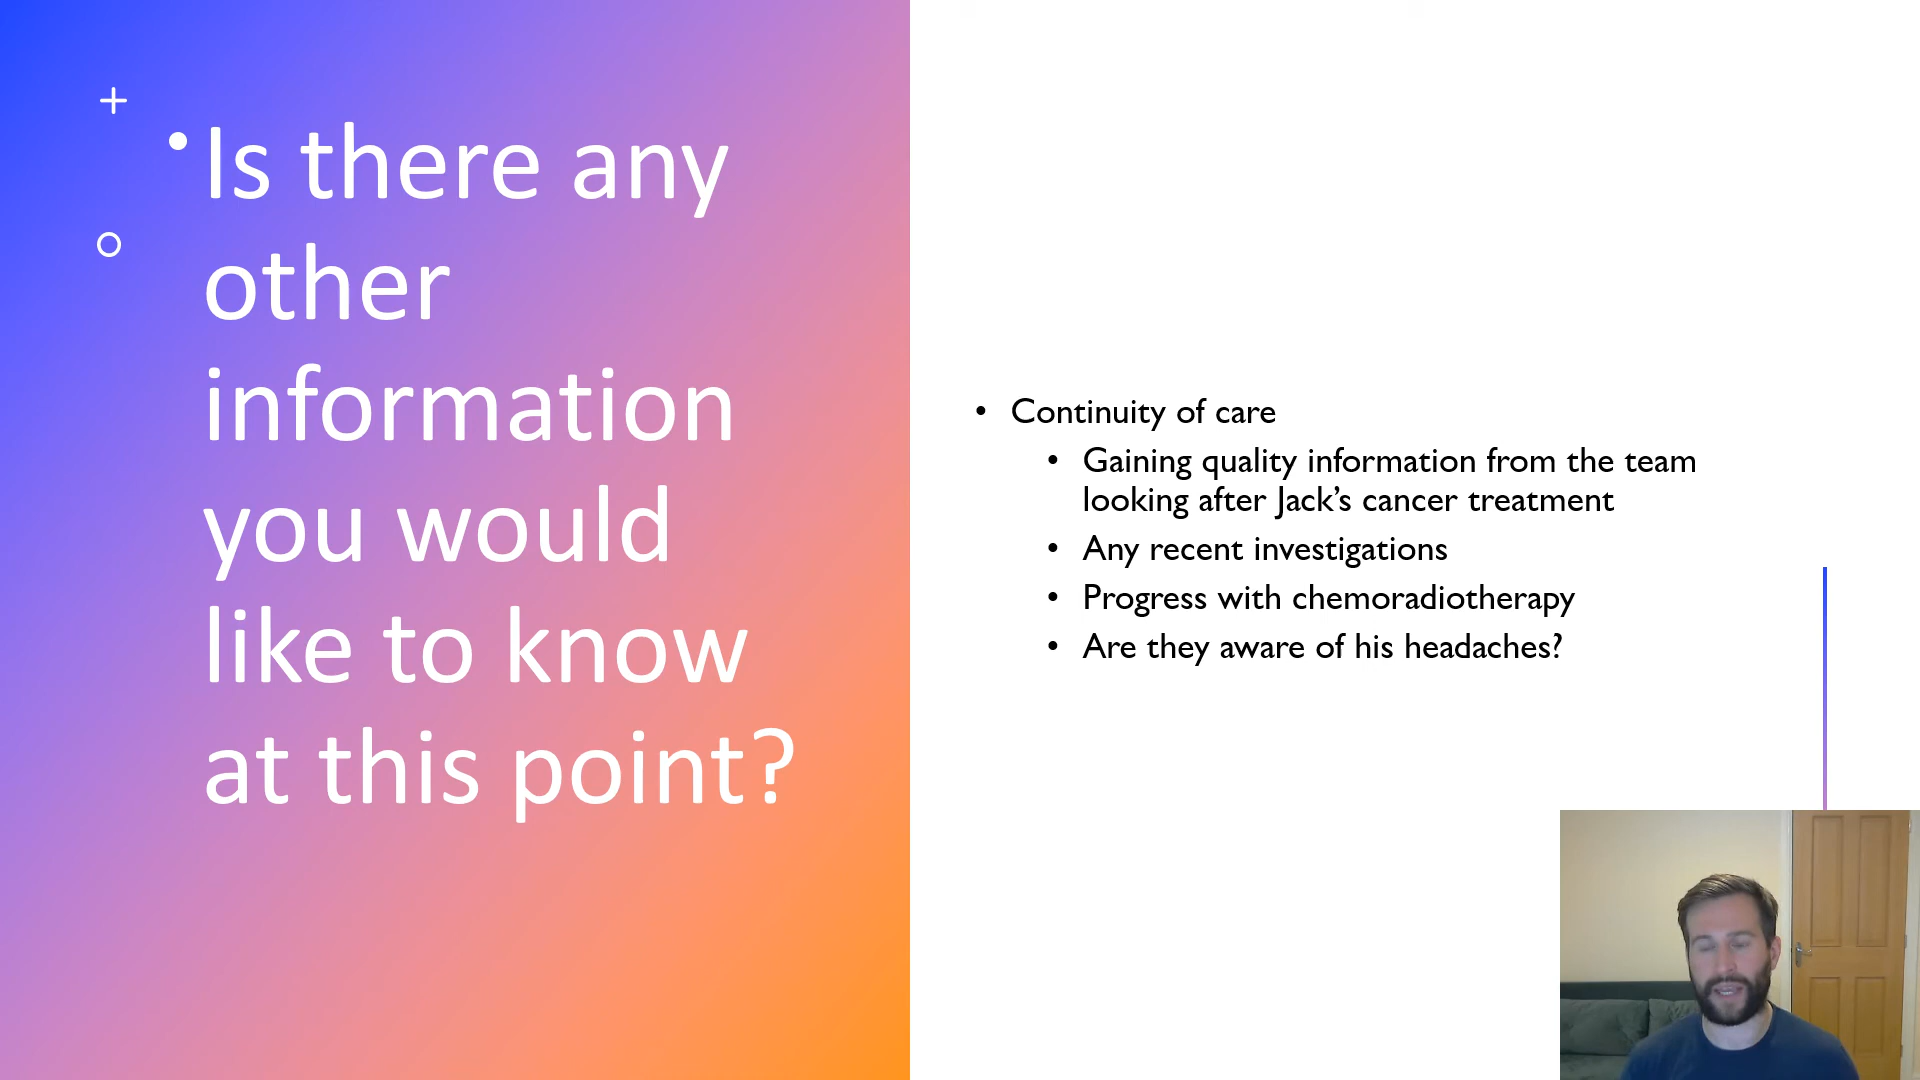 • Is there any
other
information
you would
like to know
at this point?
• Continuity of care
• Gaining quality information from the team
looking after Jack’s cancer treatment
• Any recent investigations
• Progress with chemoradiotherapy
• Are they aware of his headaches?